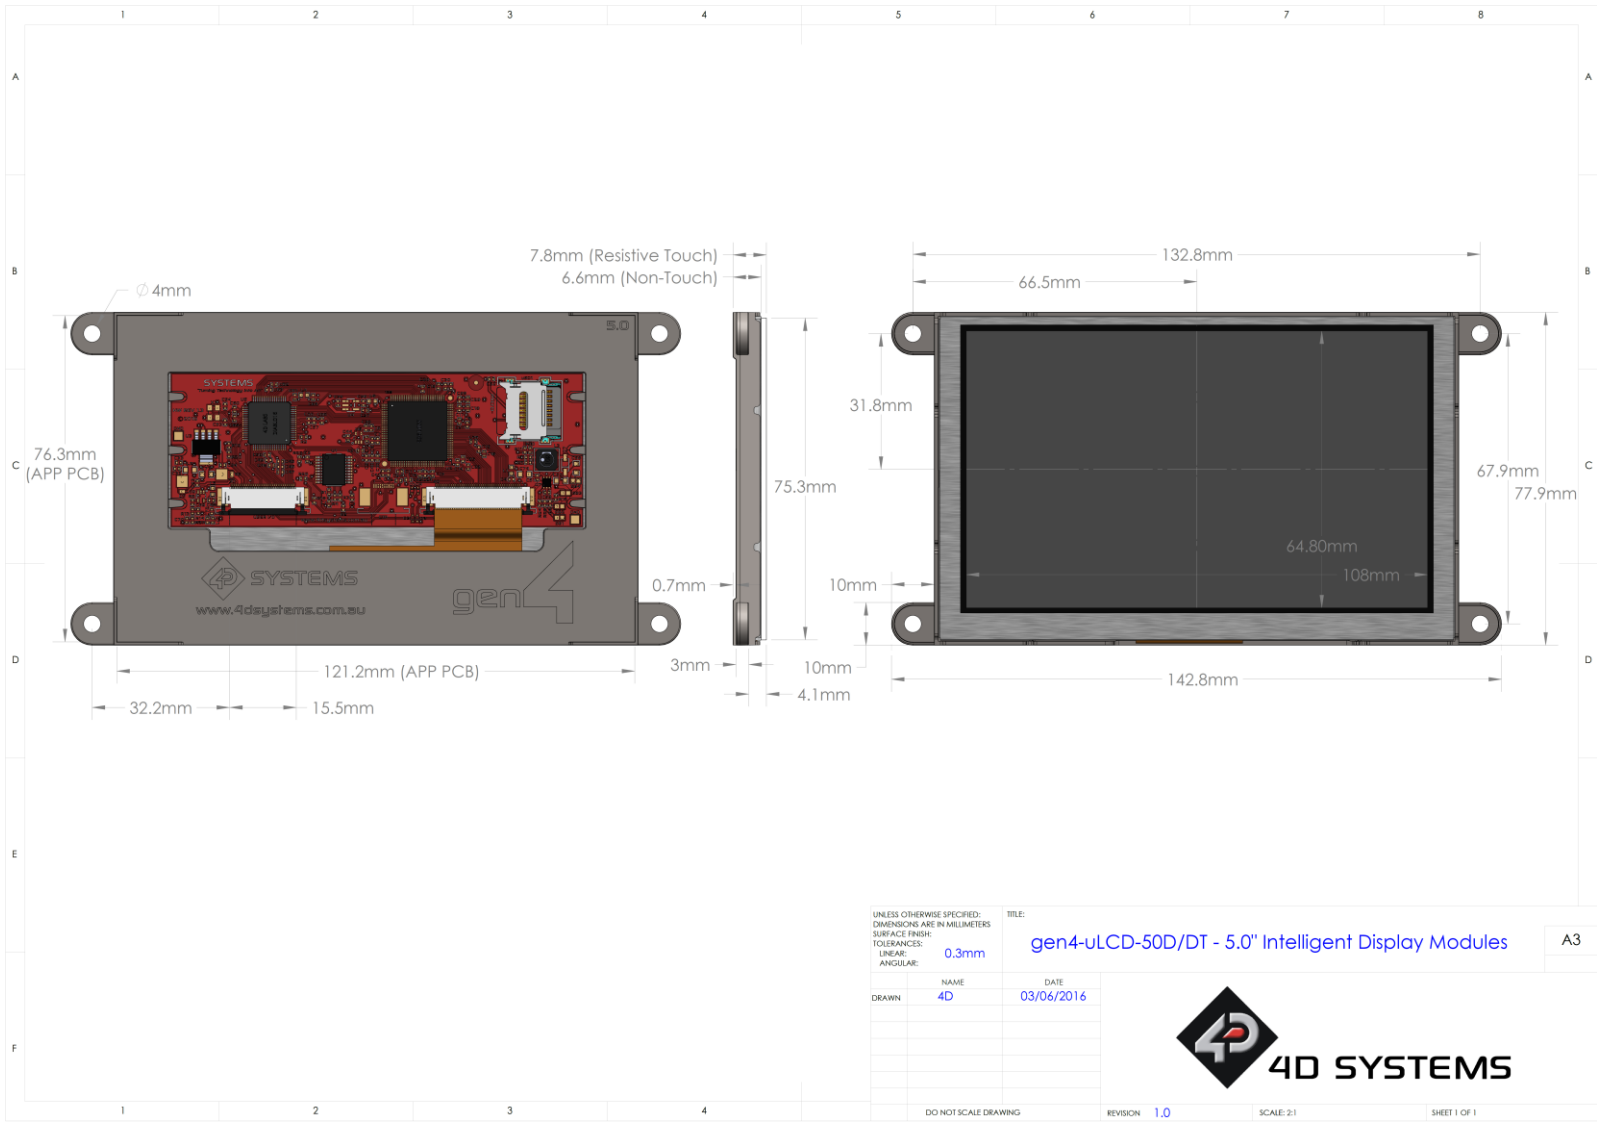 1 2 3 4 5 6 7 8
A A
B B
C C
D D
E
F
7.8mm (Resistive Touch)
6.6mm (Non-Touch)
Ø 4mm
5.0
76.3mm
(APP PCB)
SYSTEMS
4D SYSTEMS
www.4dsystems.com.au
gen4
121.2mm (APP PCB)
32.2mm
15.5mm
75.3mm
0.7mm
3mm
4.1mm
132.8mm
66.5mm
31.8mm
67.9mm
77.9mm
64.80mm
108mm
10mm
10mm
142.8mm
UNLESS OTHERWISE SPECIFIED:
DIMENSIONS ARE IN MILLIMETERS
SURFACE FINISH:
TOLERANCES:
LINEAR: 0.3mm
ANGULAR:
TITLE:
gen4-uLCD-50D/DT - 5.0" Intelligent Display Modules
A3
NAME DATE
DRAWN 4D 03/06/2016
4D SYSTEMS
DO NOT SCALE DRAWING
REVISION 1.0
SCALE: 2:1
SHEET 1 OF 1
1 2 3 4